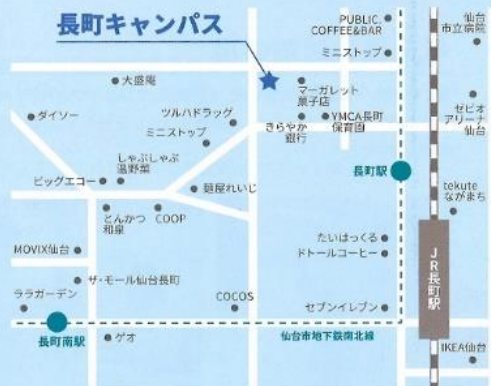 長町キャンパス
PUBLIC.
COFFEE&BAR
ミニストップ
仙台
市立病院
大盛庵
マーガレット
菓子店
ゼビオ
アリーナ
仙台
ダイソー
ツルハドラッグ
ミニストップ
きらやか
銀行
YMCA長町
保育園
しゃぶしゃぶ
温野菜
ビッグエコー
麺屋れいじ
長町駅
tekute
ながまち
とんかつ
和泉
COOP
MOVIX仙台
たいはっくる
ドトールコーヒー
JR長町駅
ザ・モール仙台長町
ララガーデン
COCOS
セブンイレブン
長町南駅
ゲオ
仙台市地下鉄南北線
IKEA仙台